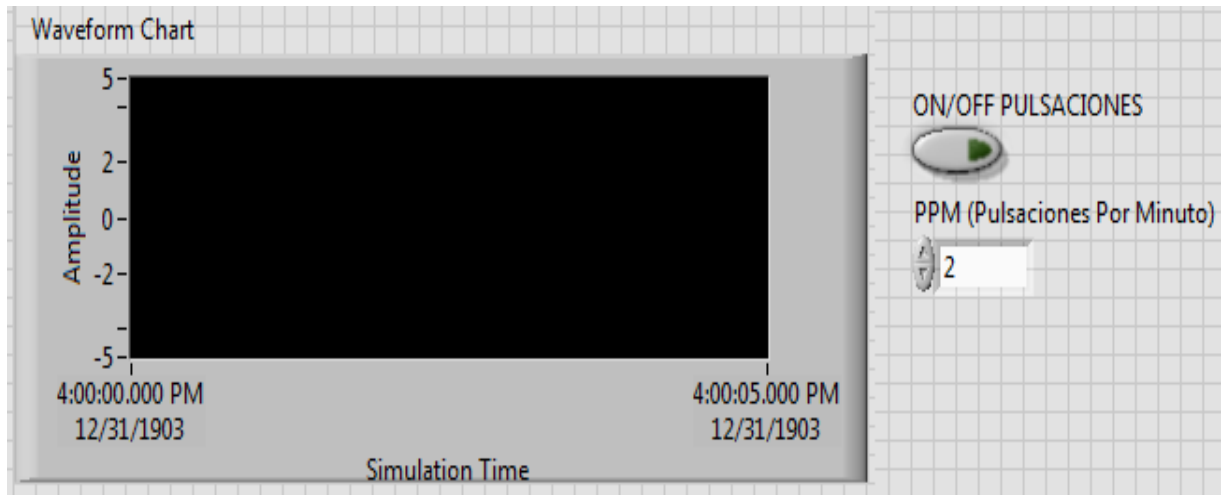 Waveform Chart
5
2
0
-2
-5
Amplitude
4:00:00.000 PM
12/31/1903
4:00:05.000 PM
12/31/1903
Simulation Time
ON/OFF PULSACIONES
PPM (Pulsaciones Por Minuto)
2